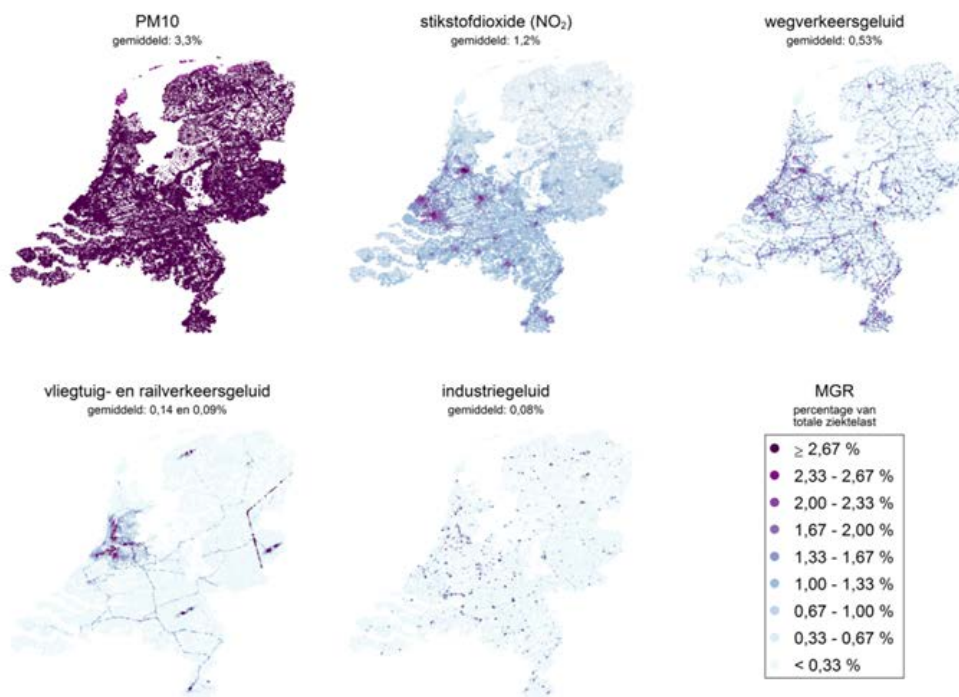 PM10
gemiddeld: 3,3%
stikstofdioxide (NO₂)
gemiddeld: 1,2%
wegverkeersgeluid
gemiddeld: 0,53%
vliegtuig- en railverkeersgeluid
gemiddeld: 0,14 en 0,09%
industriegeluid
gemiddeld: 0,08%
MGR
percentage van
totale ziektelast
≥ 2,67 %
2,33 - 2,67 %
2,00 - 2,33 %
1,67 - 2,00 %
1,33 - 1,67 %
1,00 - 1,33 %
0,67 - 1,00 %
0,33 - 0,67 %
< 0,33 %